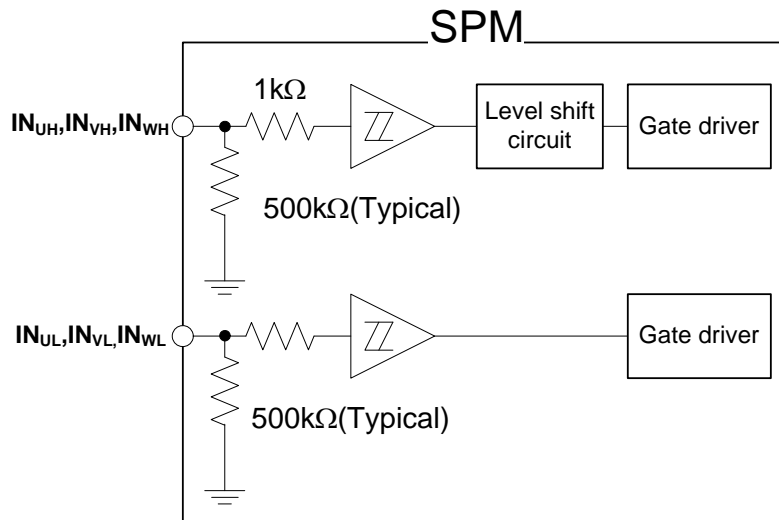 SPM
1kΩ
IN_UH,IN_VH,IN_WH
Level shift
circuit
Gate driver
500kΩ(Typical)
IN_UL,IN_VL,IN_WL
Gate driver
500kΩ(Typical)